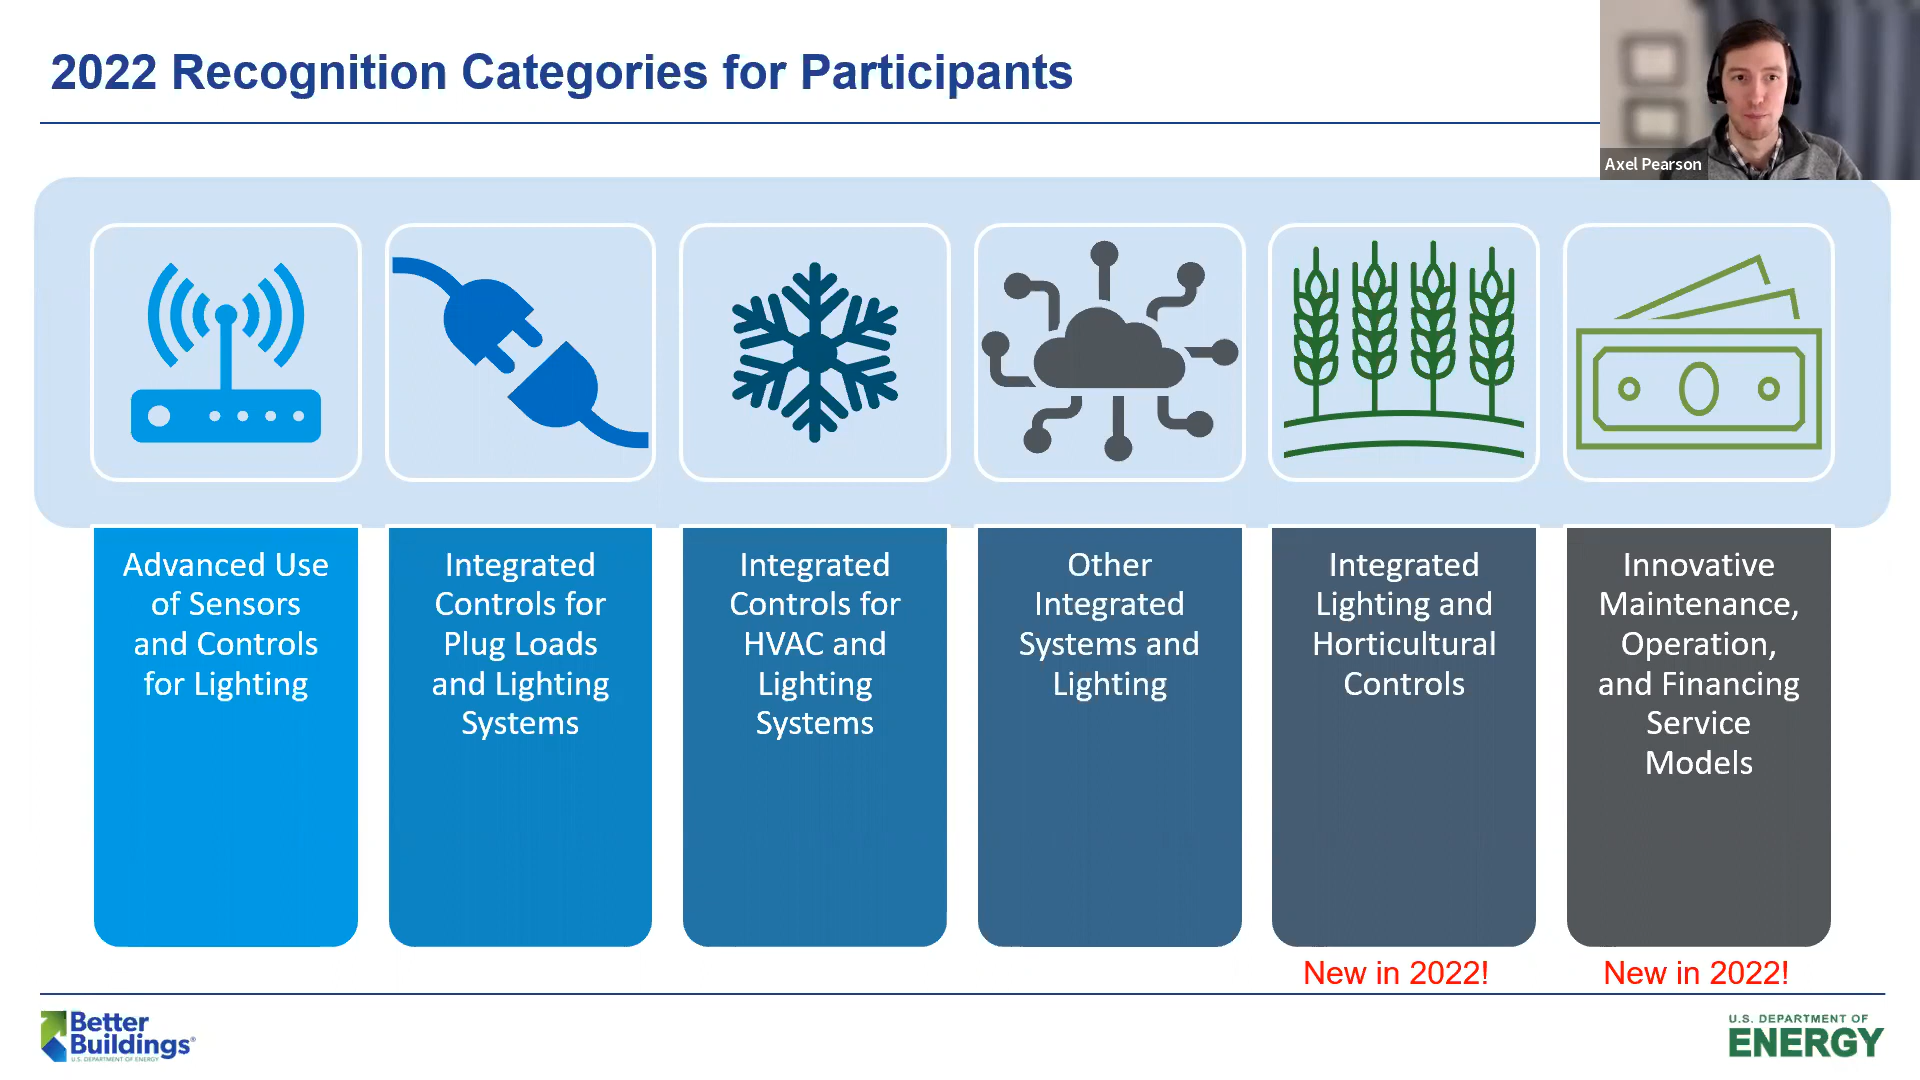 2022 Recognition Categories for Participants
Axel Pearson
Advanced Use
of Sensors
and Controls
for Lighting
Integrated
Controls for
Plug Loads
and Lighting
Systems
Integrated
Controls for
HVAC and
Lighting
Systems
Other
Integrated
Systems and
Lighting
Integrated
Lighting and
Horticultural
Controls
Innovative
Maintenance,
Operation,
and Financing
Service
Models
New in 2022!
New in 2022!
Better
Buildings®
U.S. DEPARTMENT OF ENERGY
U.S. DEPARTMENT OF
ENERGY